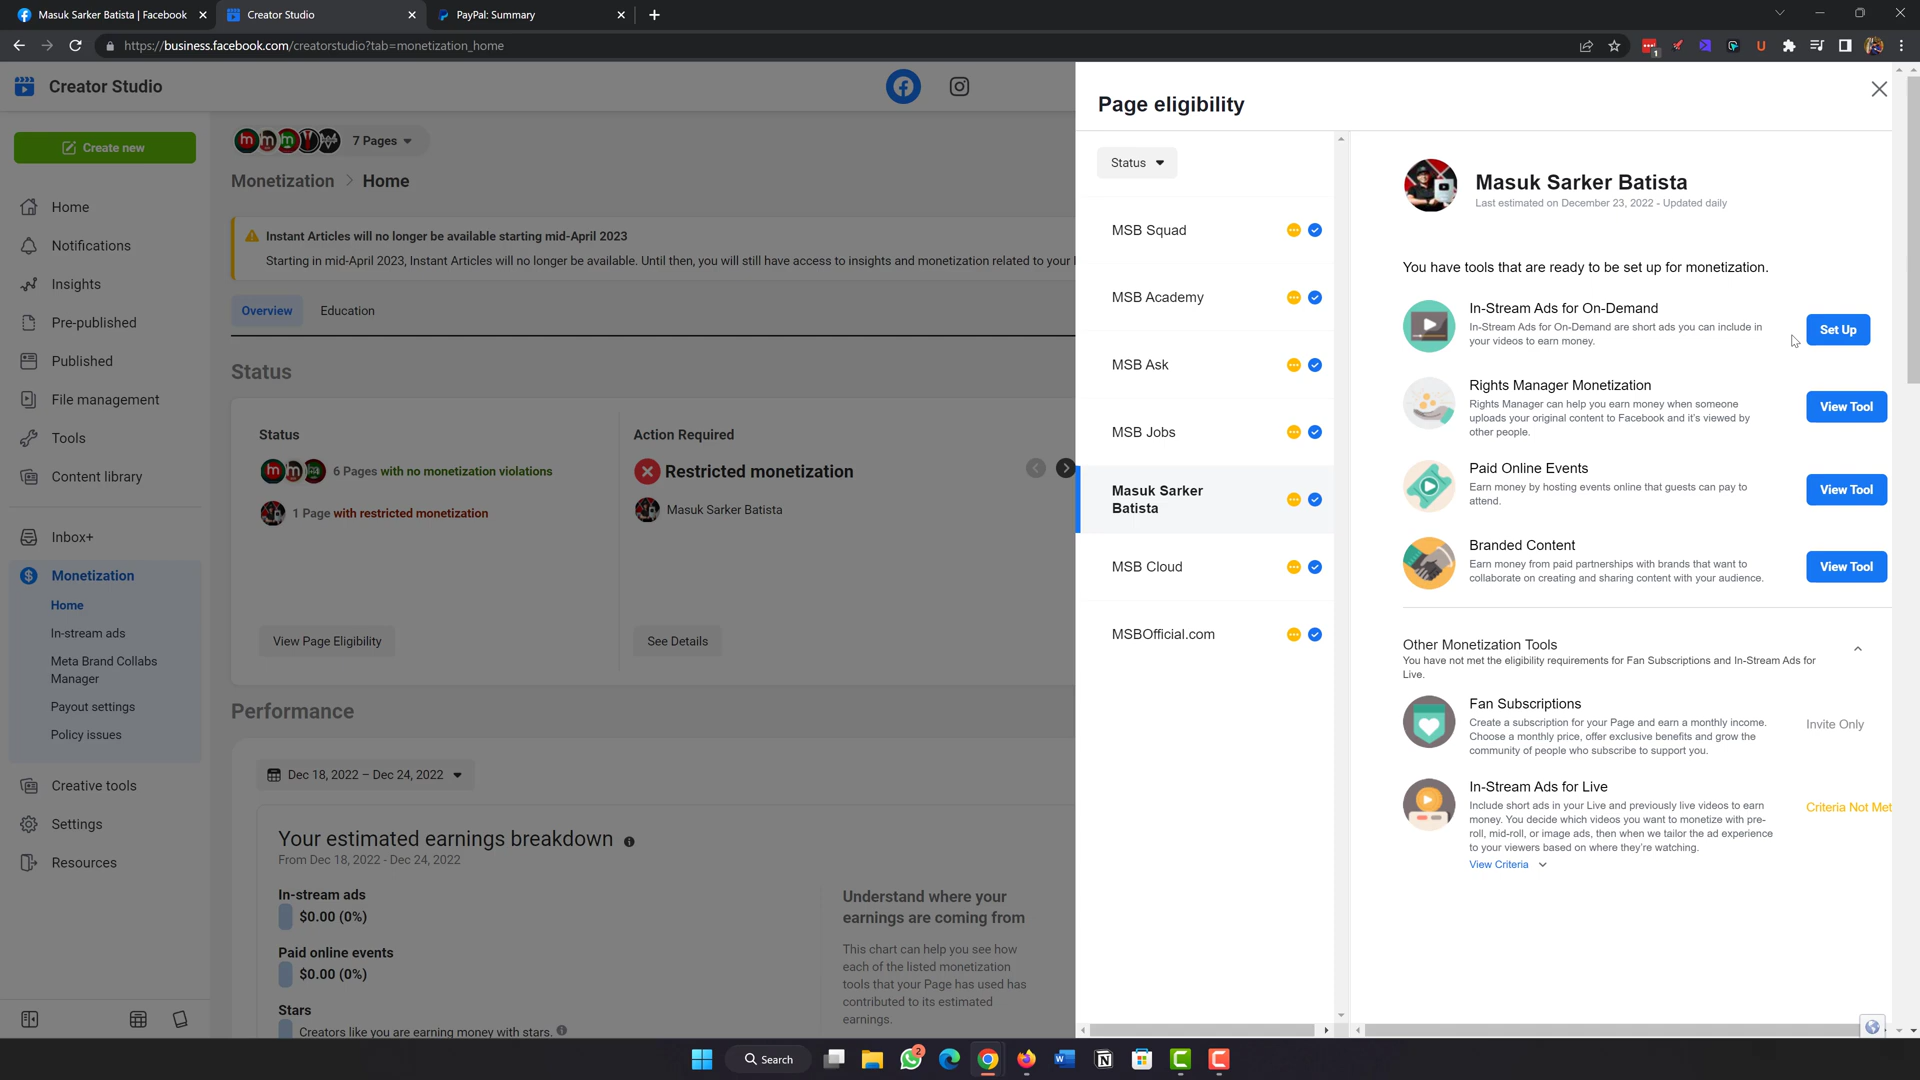 Masuk Sarker Batista | Facebook
Creator Studio
PayPal: Summary
https://business.facebook.com/creatorstudio?tab=monetization_home
Creator Studio
Create new
Home
Notifications
Insights
Pre-published
Published
File management
Tools
Content library
Inbox+
Monetization
Home
In-stream ads
Meta Brand Collabs
Manager
Payout settings
Policy issues
Creative tools
Settings
Resources
7 Pages
Monetization > Home
Instant Articles will no longer be available starting mid-April 2023
Starting in mid-April 2023, Instant Articles will no longer be available. Until then, you will still have access to insights and monetization related to your
Overview
Education
Status
Status
6 Pages with no monetization violations
1 Page with restricted monetization
View Page Eligibility
Action Required
Restricted monetization
Masuk Sarker Batista
See Details
Performance
Dec 18, 2022 – Dec 24, 2022
Your estimated earnings breakdown
From Dec 18, 2022 - Dec 24, 2022
In-stream ads
$0.00 (0%)
Paid online events
$0.00 (0%)
Stars
Creators like you are earning money with stars.
Understand where your
earnings are coming from
This chart can help you see how
each of the listed monetization
tools that your Page has used has
contributed to its estimated
earnings.
Page eligibility
Status
MSB Squad
MSB Academy
MSB Ask
MSB Jobs
Masuk Sarker
Batista
MSB Cloud
MSBOfficial.com
Masuk Sarker Batista
Last estimated on December 23, 2022 - Updated daily
You have tools that are ready to be set up for monetization.
In-Stream Ads for On-Demand
In-Stream Ads for On-Demand are short ads you can include in
your videos to earn money.
Set Up
Rights Manager Monetization
Rights Manager can help you earn money when someone
uploads your original content to Facebook and it's viewed by
other people.
View Tool
Paid Online Events
Earn money by hosting events online that guests can pay to
attend.
View Tool
Branded Content
Earn money from paid partnerships with brands that want to
collaborate on creating and sharing content with your audience.
View Tool
Other Monetization Tools
You have not met the eligibility requirements for Fan Subscriptions and In-Stream Ads for
Live.
Fan Subscriptions
Create a subscription for your Page and earn a monthly income.
Choose a monthly price, offer exclusive benefits and grow the
community of people who subscribe to support you.
Invite Only
In-Stream Ads for Live
Include short ads in your Live and previously live videos to earn
money. You decide which videos you want to monetize with pre-
roll, mid-roll, or image ads, then when we tailor the ad experience
to your viewers based on where they're watching.
View Criteria
Criteria Not Met
Search
2